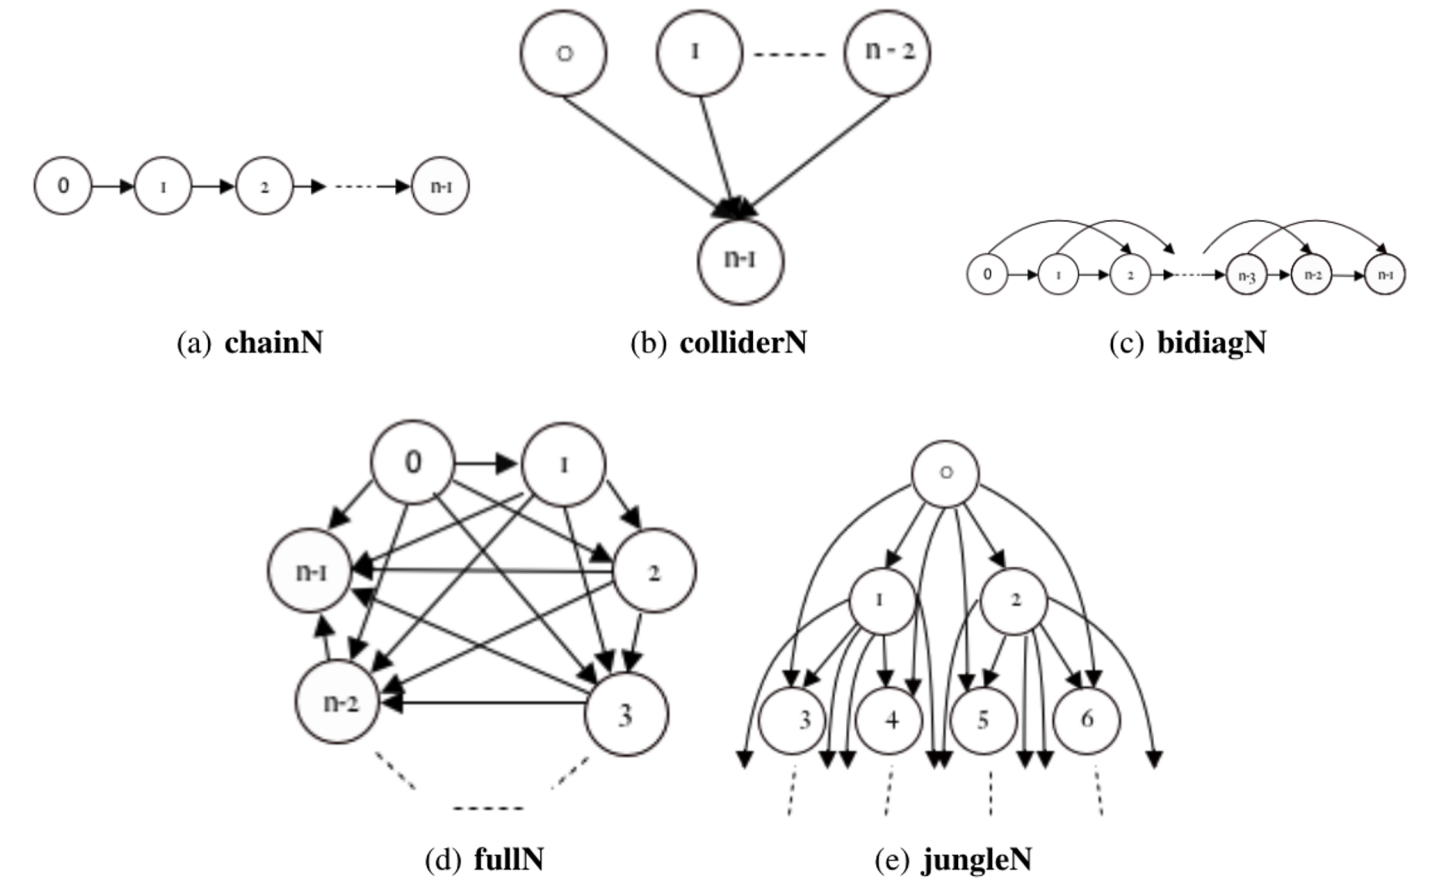 0 1 n - 2
0 1 2 n-1
n-1
0 1 2 n-3 n-2 n-1
(a) chainN
(b) colliderN
(c) bidiagN
0 1
n-1 2
n-2 3
0
1 2
3 4 5 6
(d) fullN
(e) jungleN